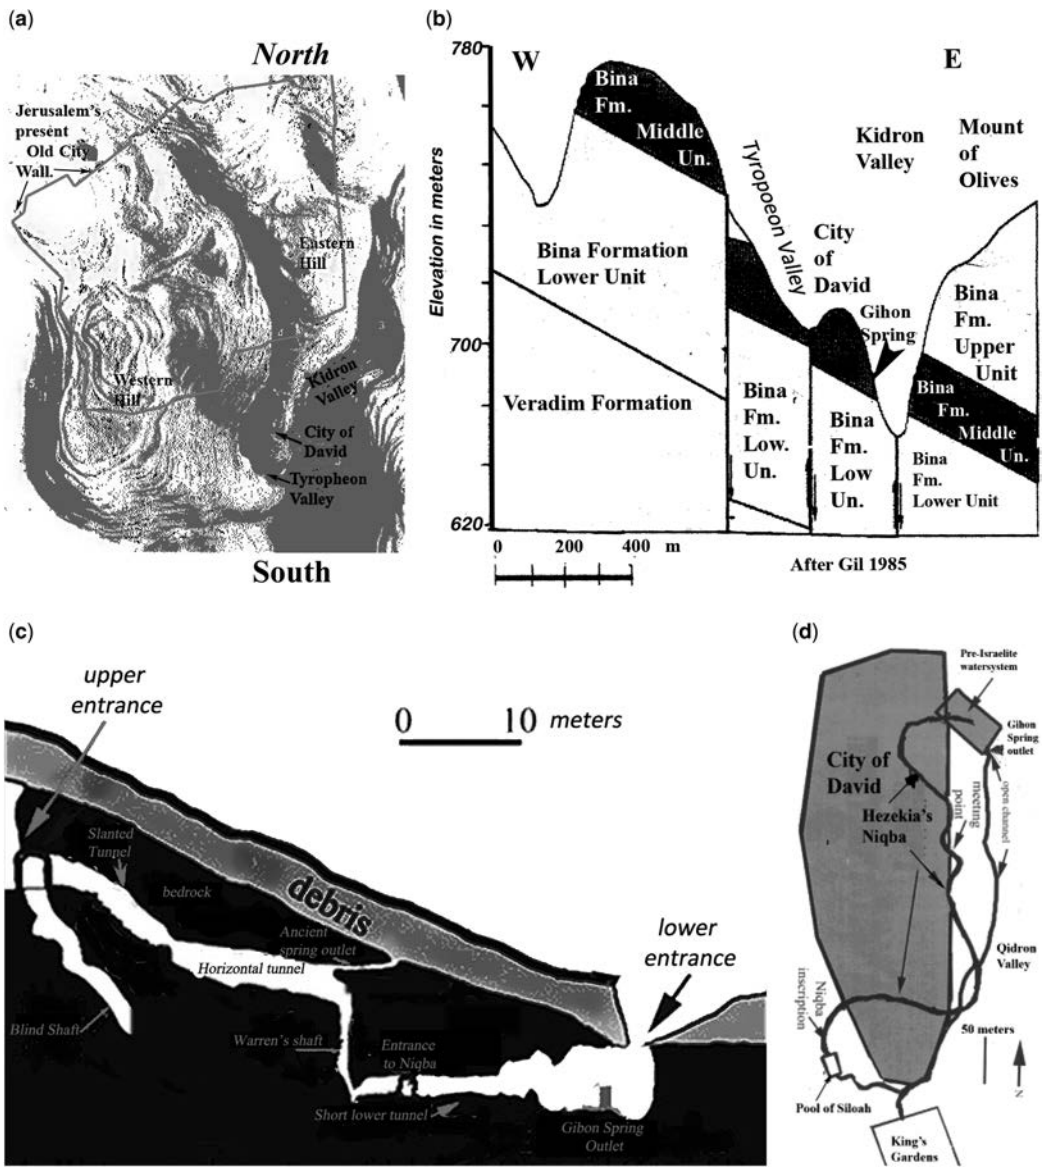 (a)
North
Jerusalem's
present
Old City
Wall.
Eastern
Hill
Western
Hill
Kidron
Valley
City of
David
Tyropheon
Valley
South
(b)
780
700
620
Elevation in meters
W
E
Bina
Fm.
Middle
Un.
Tyropoeon Valley
Kidron
Valley
Mount
of
Olives
City
of
David
Gihon
Spring
Bina Formation
Lower Unit
Veradim Formation
Bina
Fm.
Low.
Un.
Bina
Fm.
Low
Un.
Bina
Fm.
Upper
Unit
Bina
Fm.
Middle
Un.
Bina
Fm.
Lower Unit
0 200 400 m
After Gil 1985
(c)
upper
entrance
0 10 meters
Slanted
Tunnel
bedrock
debris
Ancient
spring outlet
Horizontal tunnel
lower
entrance
Blind Shaft
Warren's shaft
Entrance
to Niqba
Short lower tunnel
Gibon Spring
Outlet
(d)
Pre-Israelite
watersystem
Gihon
Spring
outlet
City of
David
Hezekia's
Niqba
meeting
point
open channel
Qidron
Valley
Niqba
inscription
50 meters
N
Pool of Siloah
King's
Gardens